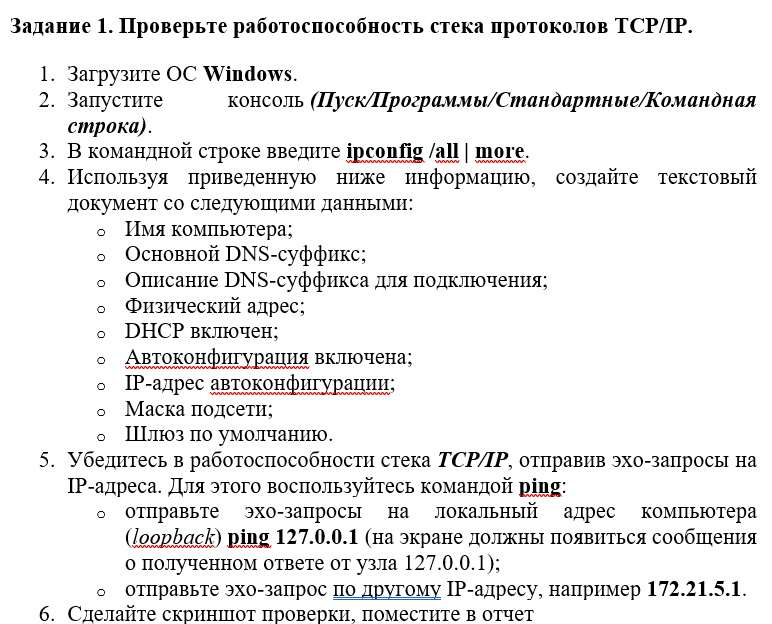 Задание 1. Проверьте работоспособность стека протоколов TCP/IP.
1. Загрузите ОС Windows.
2. Запустите консоль (Пуск/Программы/Стандартные/Командная
строка).
3. В командной строке введите ipconfig /all | more.
4. Используя приведенную ниже информацию, создайте текстовый
документ со следующими данными:
o Имя компьютера;
o Основной DNS-суффикс;
o Описание DNS-суффикса для подключения;
o Физический адрес;
o DHCP включен;
o Автоконфигурация включена;
o IP-адрес автоконфигурации;
o Маска подсети;
o Шлюз по умолчанию.
5. Убедитесь в работоспособности стека TCP/IP, отправив эхо-запросы на
IP-адреса. Для этого воспользуйтесь командой ping:
o отправьте эхо-запросы на локальный адрес компьютера
(loopback) ping 127.0.0.1 (на экране должны появиться сообщения
о полученном ответе от узла 127.0.0.1);
o отправьте эхо-запрос по другому IP-адресу, например 172.21.5.1.
6. Сделайте скриншот проверки, поместите в отчет